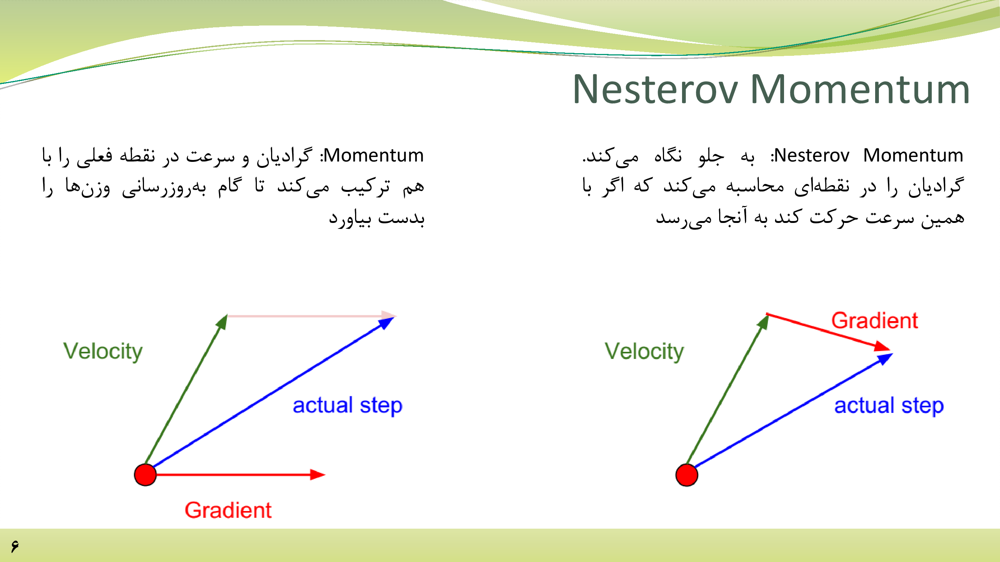 Nesterov Momentum
Nesterov Momentum: به جلو نگاه می‌کند.
گرادیان را در نقطه‌ای محاسبه می‌کند که اگر با
همین سرعت حرکت کند به آنجا می‌رسد
Momentum: گرادیان و سرعت در نقطه فعلی را با
هم ترکیب می‌کند تا گام به‌روزرسانی وزن‌ها را
بدست بیاورد
Velocity
actual step
Gradient
Gradient
Velocity
actual step
۶